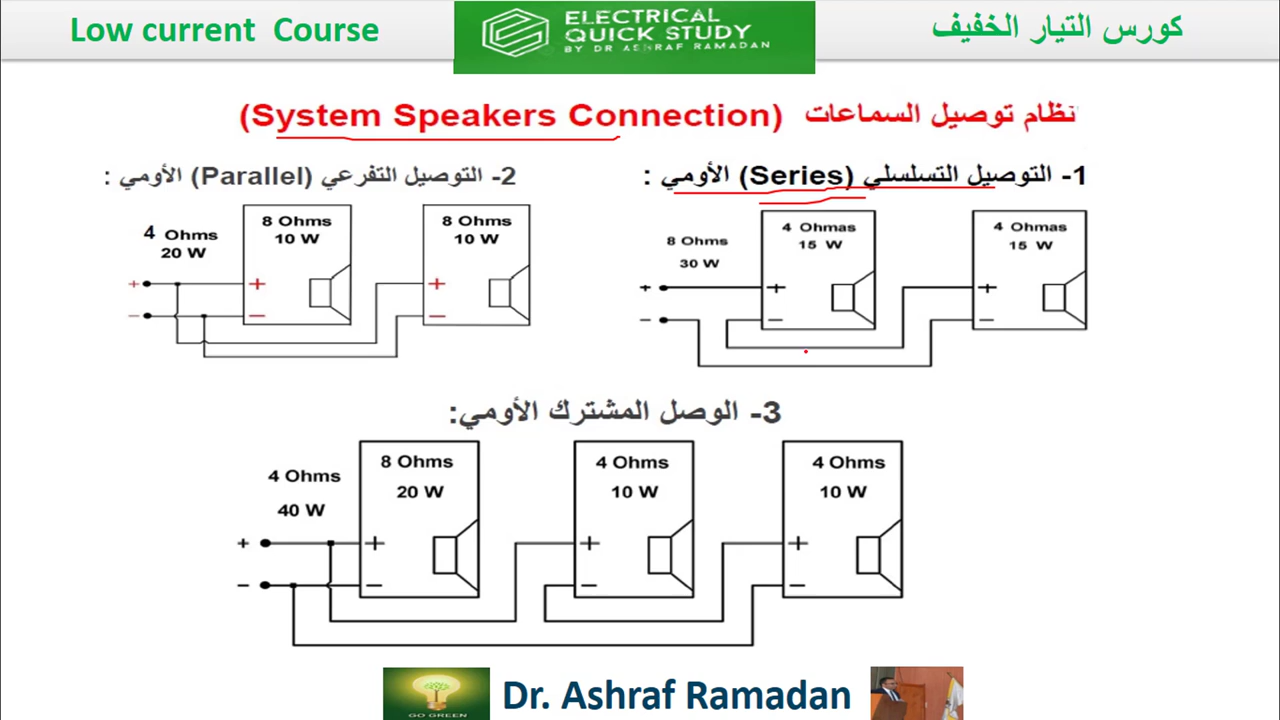 Low current Course
ELECTRICAL
QUICK STUDY
BY DR ASHRAF RAMADAN
كورس التيار الخفيف
نظام توصيل السماعات (System Speakers Connection)
1- التوصيل التسلسلي (Series) الأومي :
8 Ohms
30 W
4 Ohmas
15 W
4 Ohmas
15 W
+
+
+
-
-
-
2- التوصيل التفرعي (Parallel) الأومي :
4 Ohms
20 W
8 Ohms
10 W
8 Ohms
10 W
+
+
+
-
-
-
3- الوصل المشترك الأومي:
4 Ohms
40 W
8 Ohms
20 W
4 Ohms
10 W
4 Ohms
10 W
+
+
+
+
-
-
-
-
GO GREEN
Dr. Ashraf Ramadan